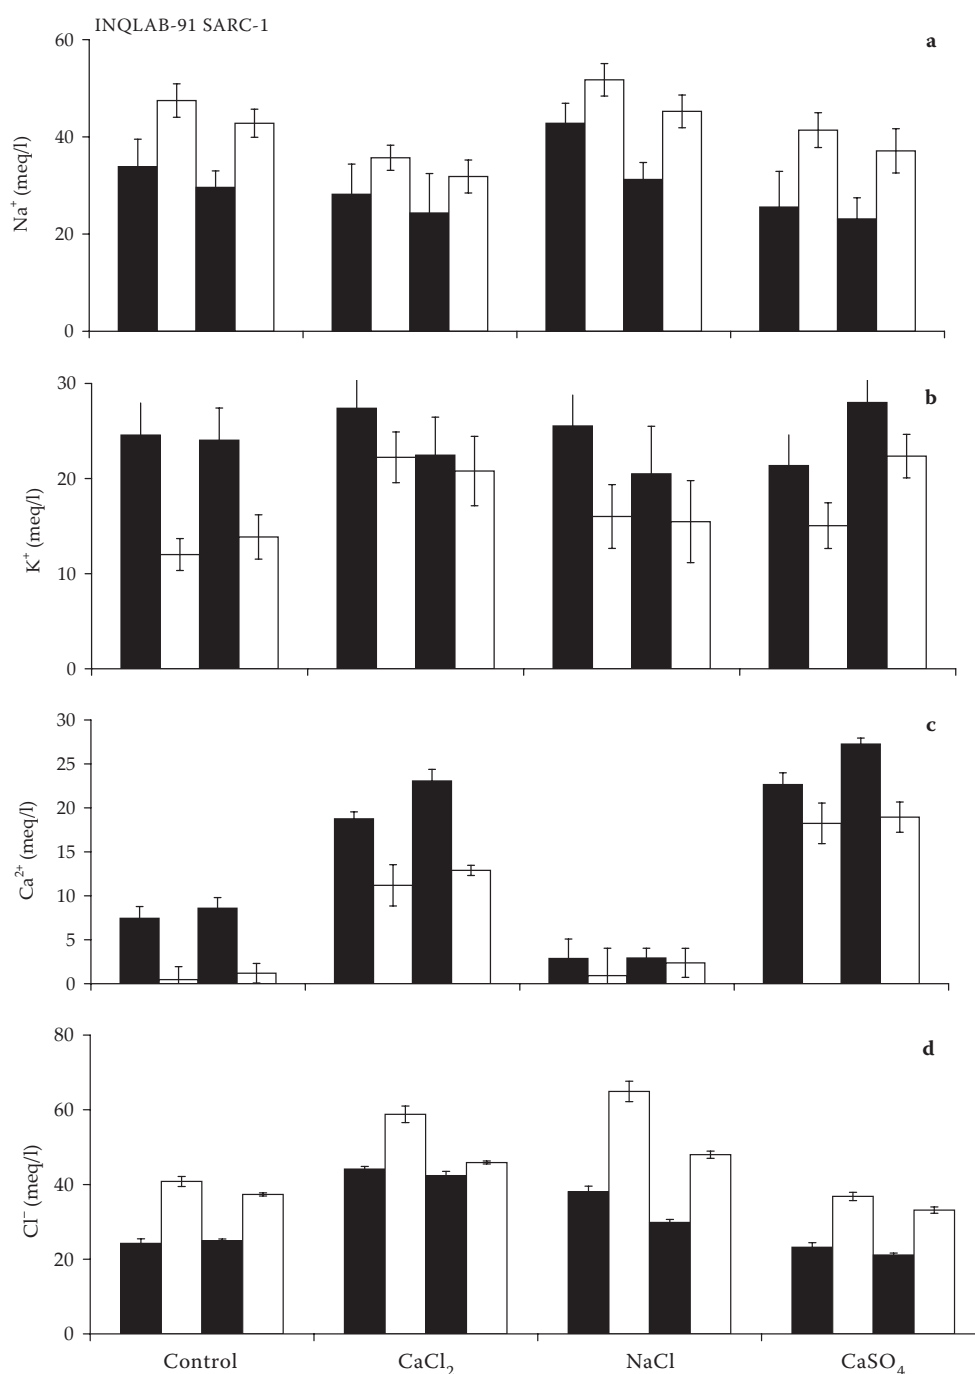 INQLAB-91 SARC-1
a
60
40
20
0
Na⁺ (meq/l)
b
30
20
10
0
K⁺ (meq/l)
c
30
25
20
15
10
5
0
Ca²⁺ (meq/l)
d
80
60
40
20
0
Cl⁻ (meq/l)
Control CaCl₂ NaCl CaSO₄